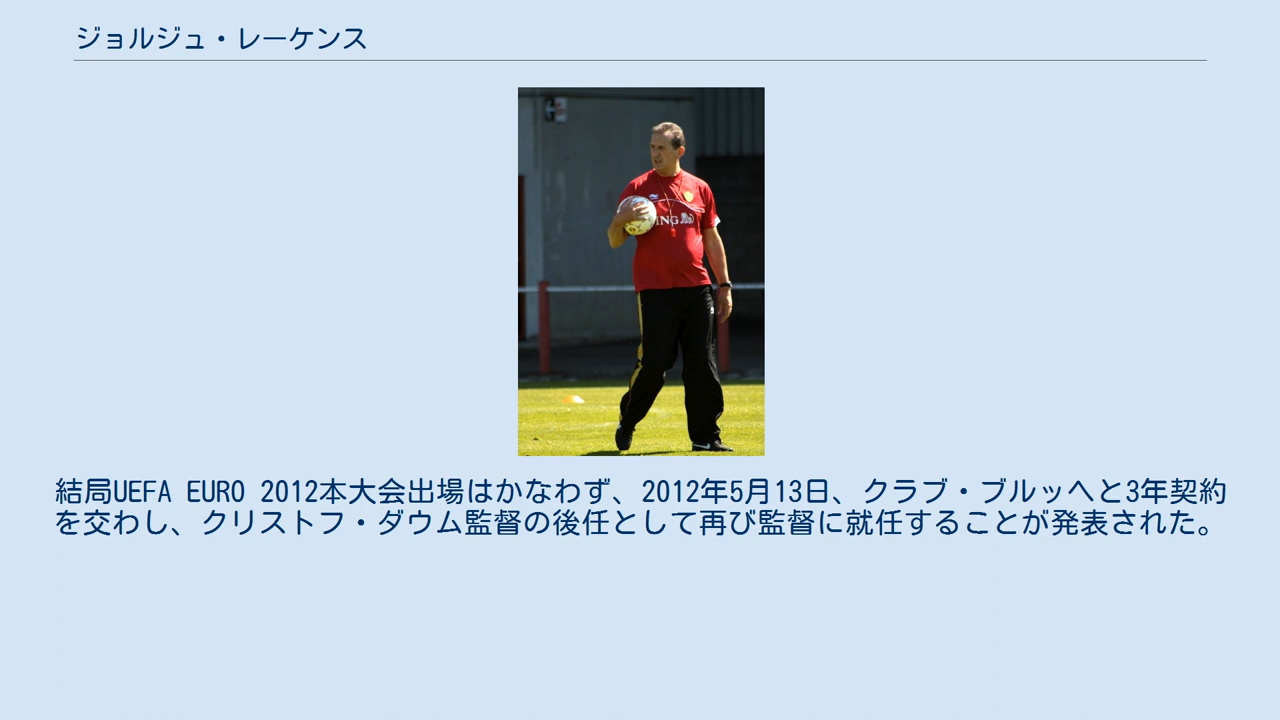 ジョルジュ・レーケンス
ING
結局UEFA EURO 2012本大会出場はかなわず、2012年5月13日、クラブ・ブルッヘと3年契約
を交わし、クリストフ・ダウム監督の後任として再び監督に就任することが発表された。